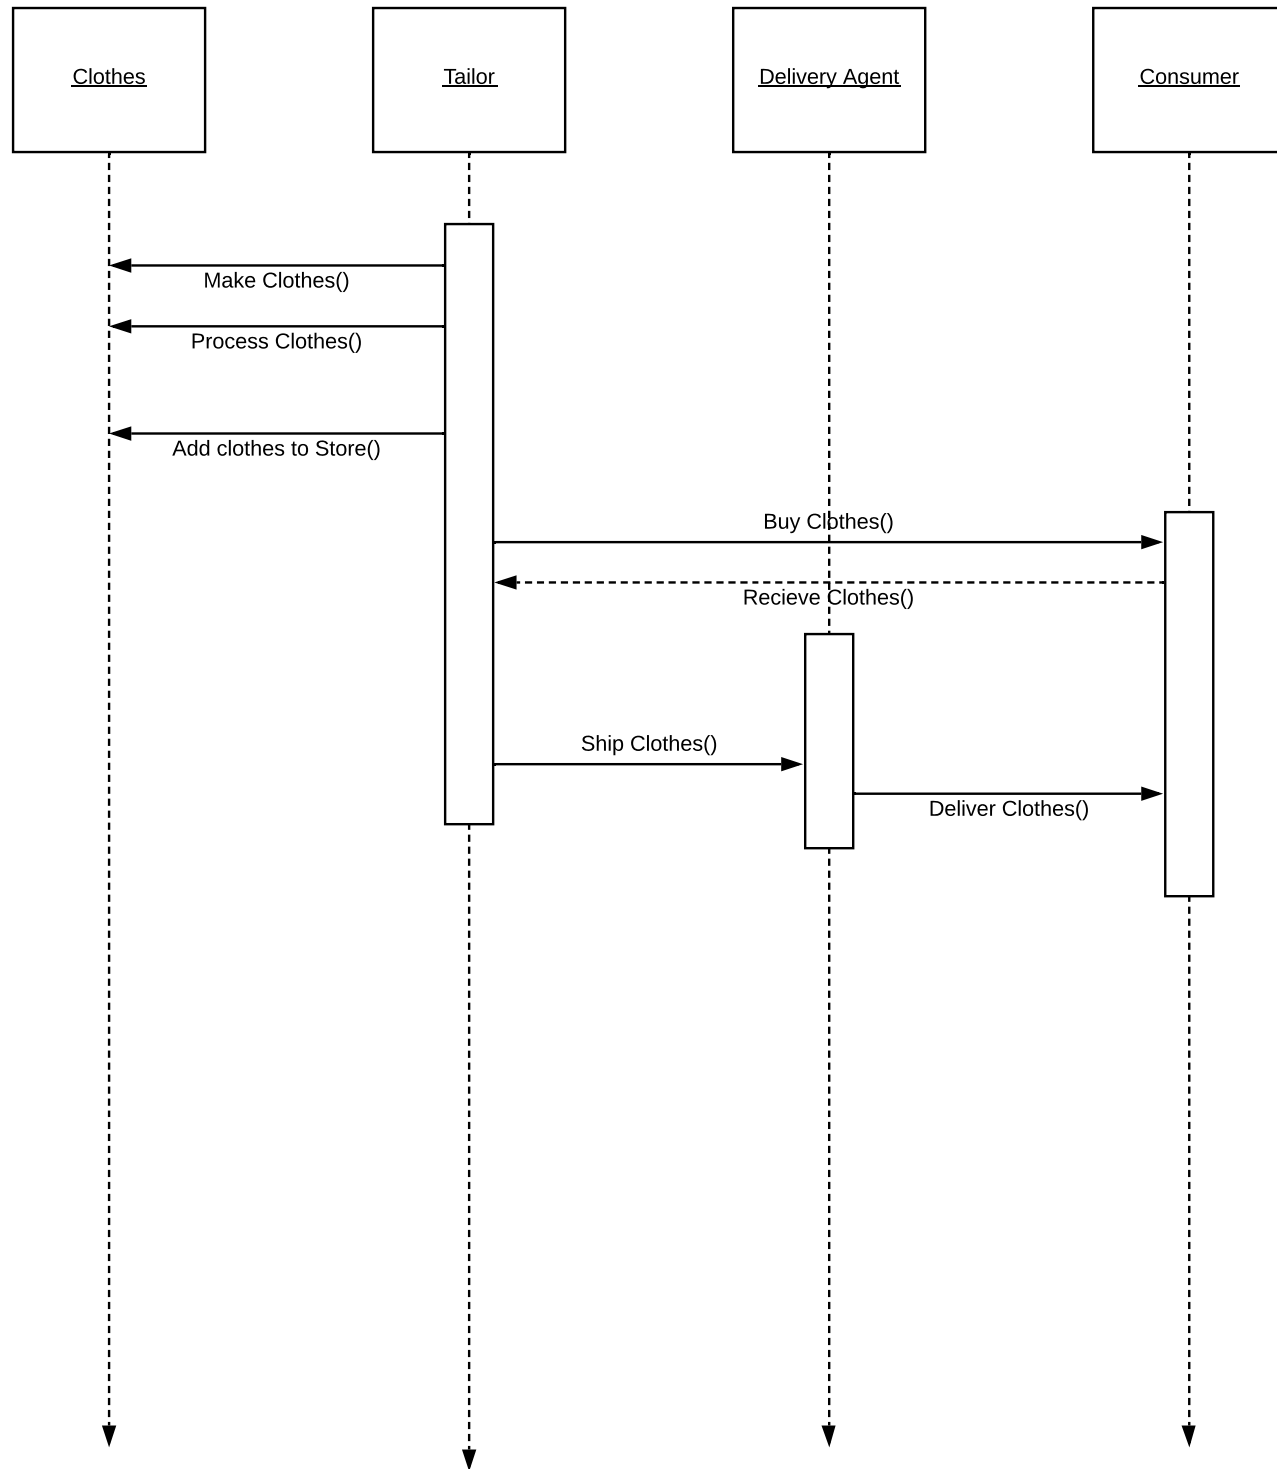 Clothes
Tailor
Delivery Agent
Consumer
Make Clothes()
Process Clothes()
Add clothes to Store()
Buy Clothes()
Recieve Clothes()
Ship Clothes()
Deliver Clothes()